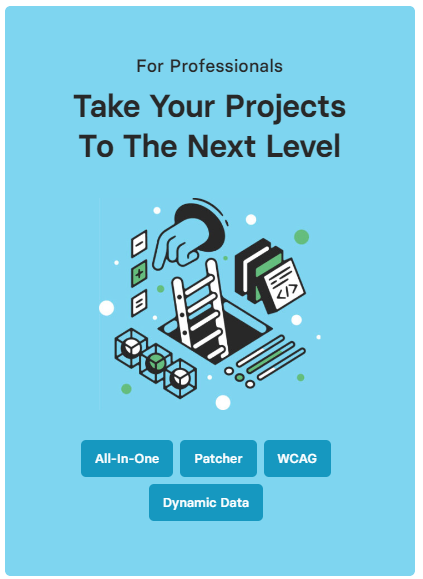 For Professionals
Take Your Projects
To The Next Level
</>
All-In-One
Patcher
WCAG
Dynamic Data